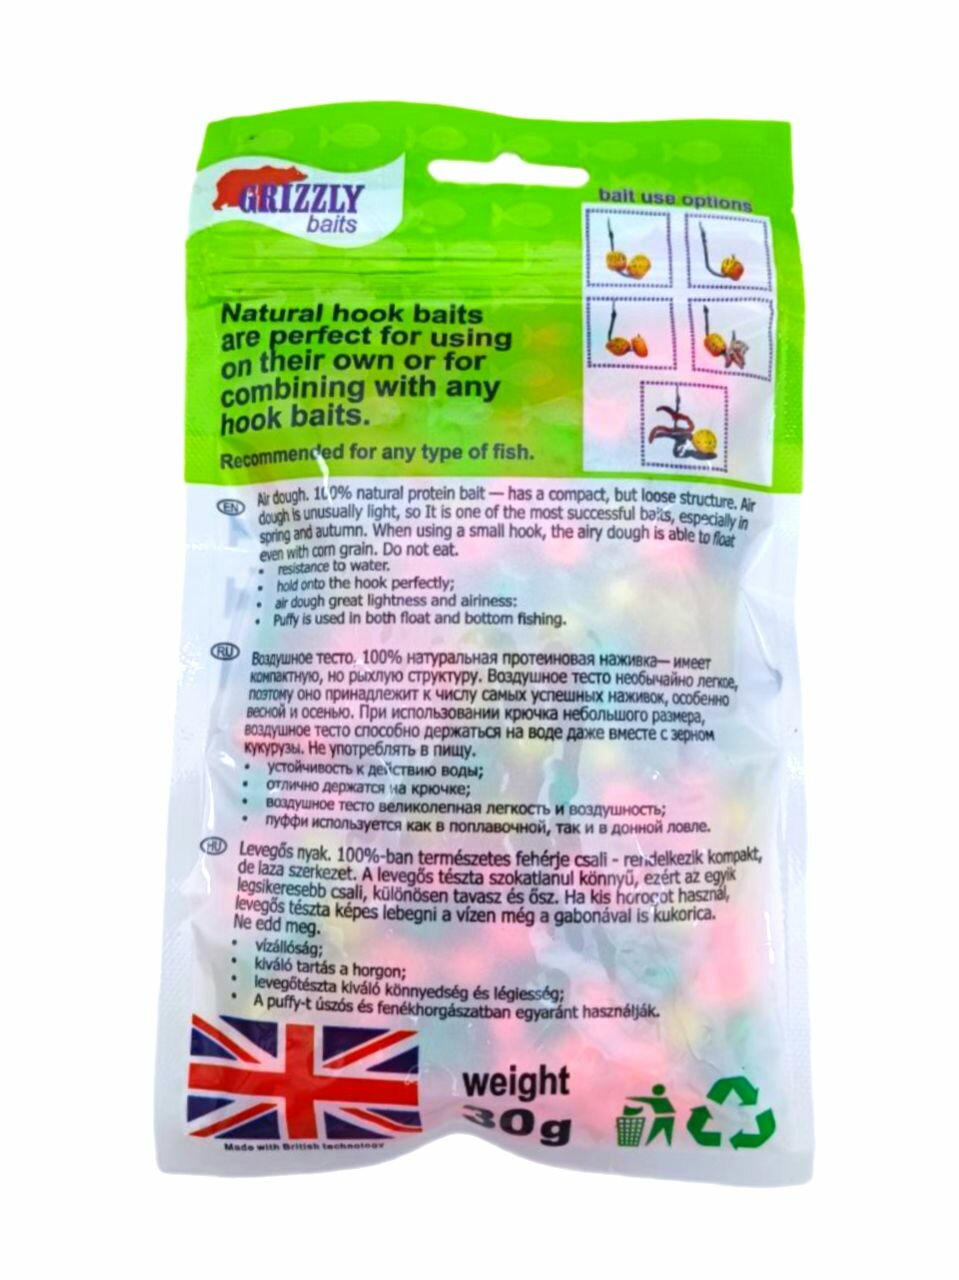 GRIZZLY
baits
bait use options
Natural hook baits
are perfect for using
on their own or for
combining with any
hook baits.
Recommended for any type of fish.
EN
Air dough. 100% natural protein bait — has a compact, but loose structure. Air
dough is unusually light, so It is one of the most successful baits, especially in
spring and autumn. When using a small hook, the airy dough is able to float
even with corn grain. Do not eat.
• resistance to water.
• hold onto the hook perfectly;
• air dough great lightness and airiness:
• Puffy is used in both float and bottom fishing.
RU
Воздушное тесто. 100% натуральная протеиновая наживка— имеет
компактную, но рыхлую структуру. Воздушное тесто необычайно легкое,
поэтому оно принадлежит к числу самых успешных наживок, особенно
весной и осенью. При использовании крючка небольшого размера,
воздушное тесто способно держаться на воде даже вместе с зерном
кукурузы. Не употреблять в пищу.
• устойчивость к действию воды;
• отлично держатся на крючке;
• воздушное тесто великолепная легкость и воздушность;
• пуффи используется как в поплавочной, так и в донной ловле.
HU
Levegős nyak. 100%-ban természetes fehérje csali - rendelkezik kompakt,
de laza szerkezet. A levegős tészta szokatlanul könnyű, ezért az egyik
legsikeresebb csali, különösen tavasz és ősz. Ha kis horogot használ,
levegős tészta képes lebegni a vízen még a gabonával is kukorica.
Ne edd meg.
• vízállóság;
• kiváló tartás a horgon;
• levegőtészta kiváló könnyedség és légiesség;
• A puffy-t úszós és fenékhorgászatban egyaránt használják.
weight
30g
Made with British technology